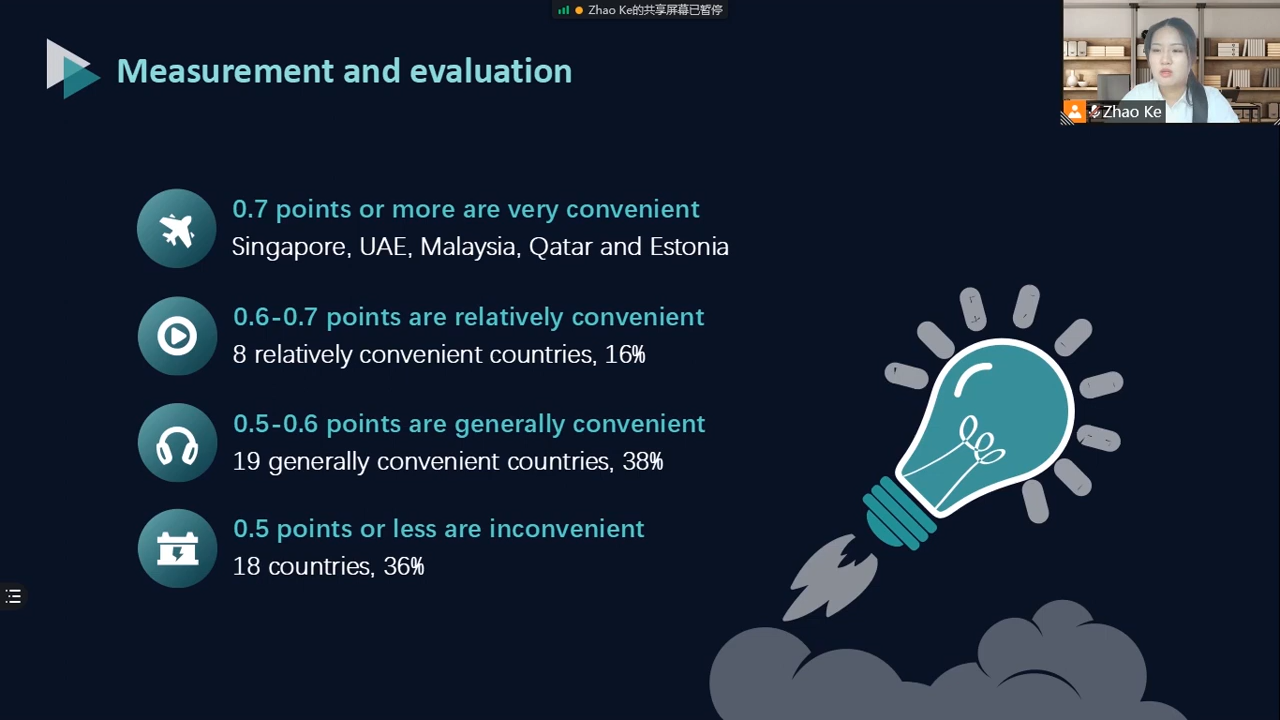 Zhao Ke的共享屏幕已暂停
Measurement and evaluation
Zhao Ke
0.7 points or more are very convenient
Singapore, UAE, Malaysia, Qatar and Estonia
0.6-0.7 points are relatively convenient
8 relatively convenient countries, 16%
0.5-0.6 points are generally convenient
19 generally convenient countries, 38%
0.5 points or less are inconvenient
18 countries, 36%